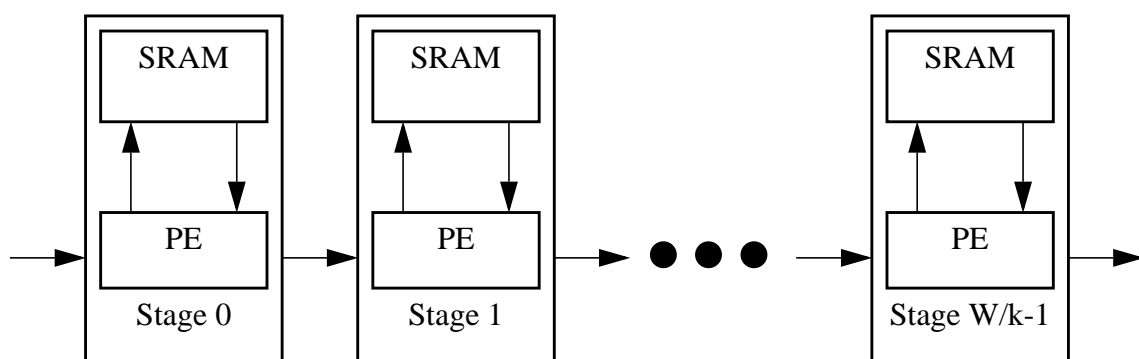 SRAM
PE
Stage 0
SRAM
PE
Stage 1
SRAM
PE
Stage W/k-1